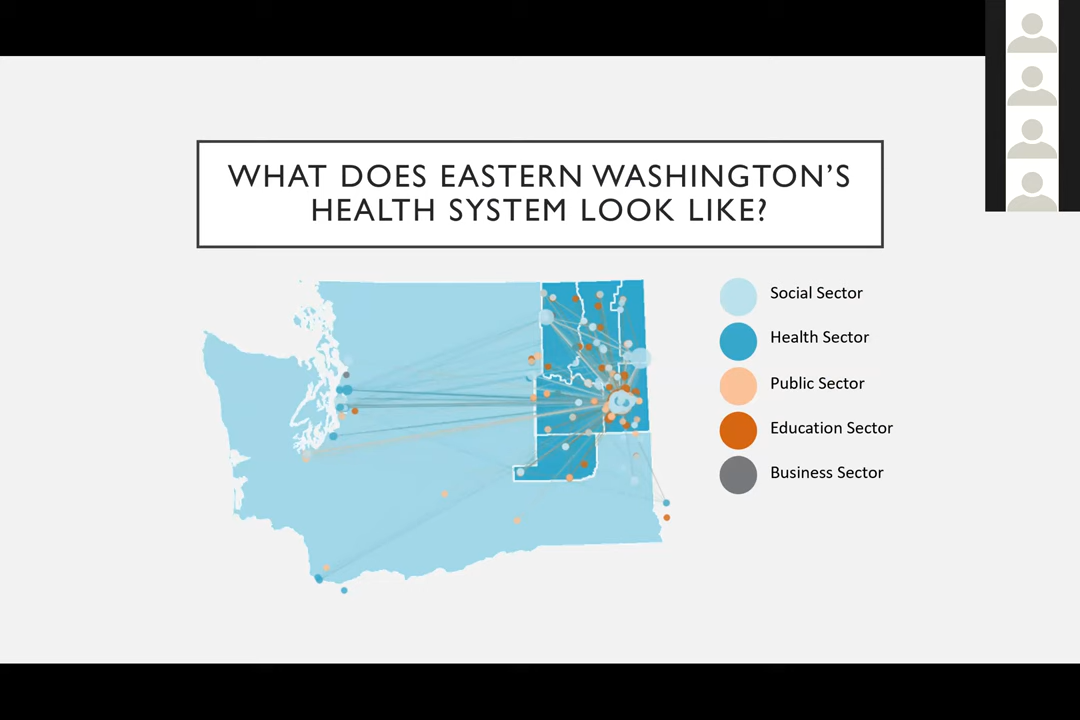 WHAT DOES EASTERN WASHINGTON’S
HEALTH SYSTEM LOOK LIKE?
Social Sector
Health Sector
Public Sector
Education Sector
Business Sector